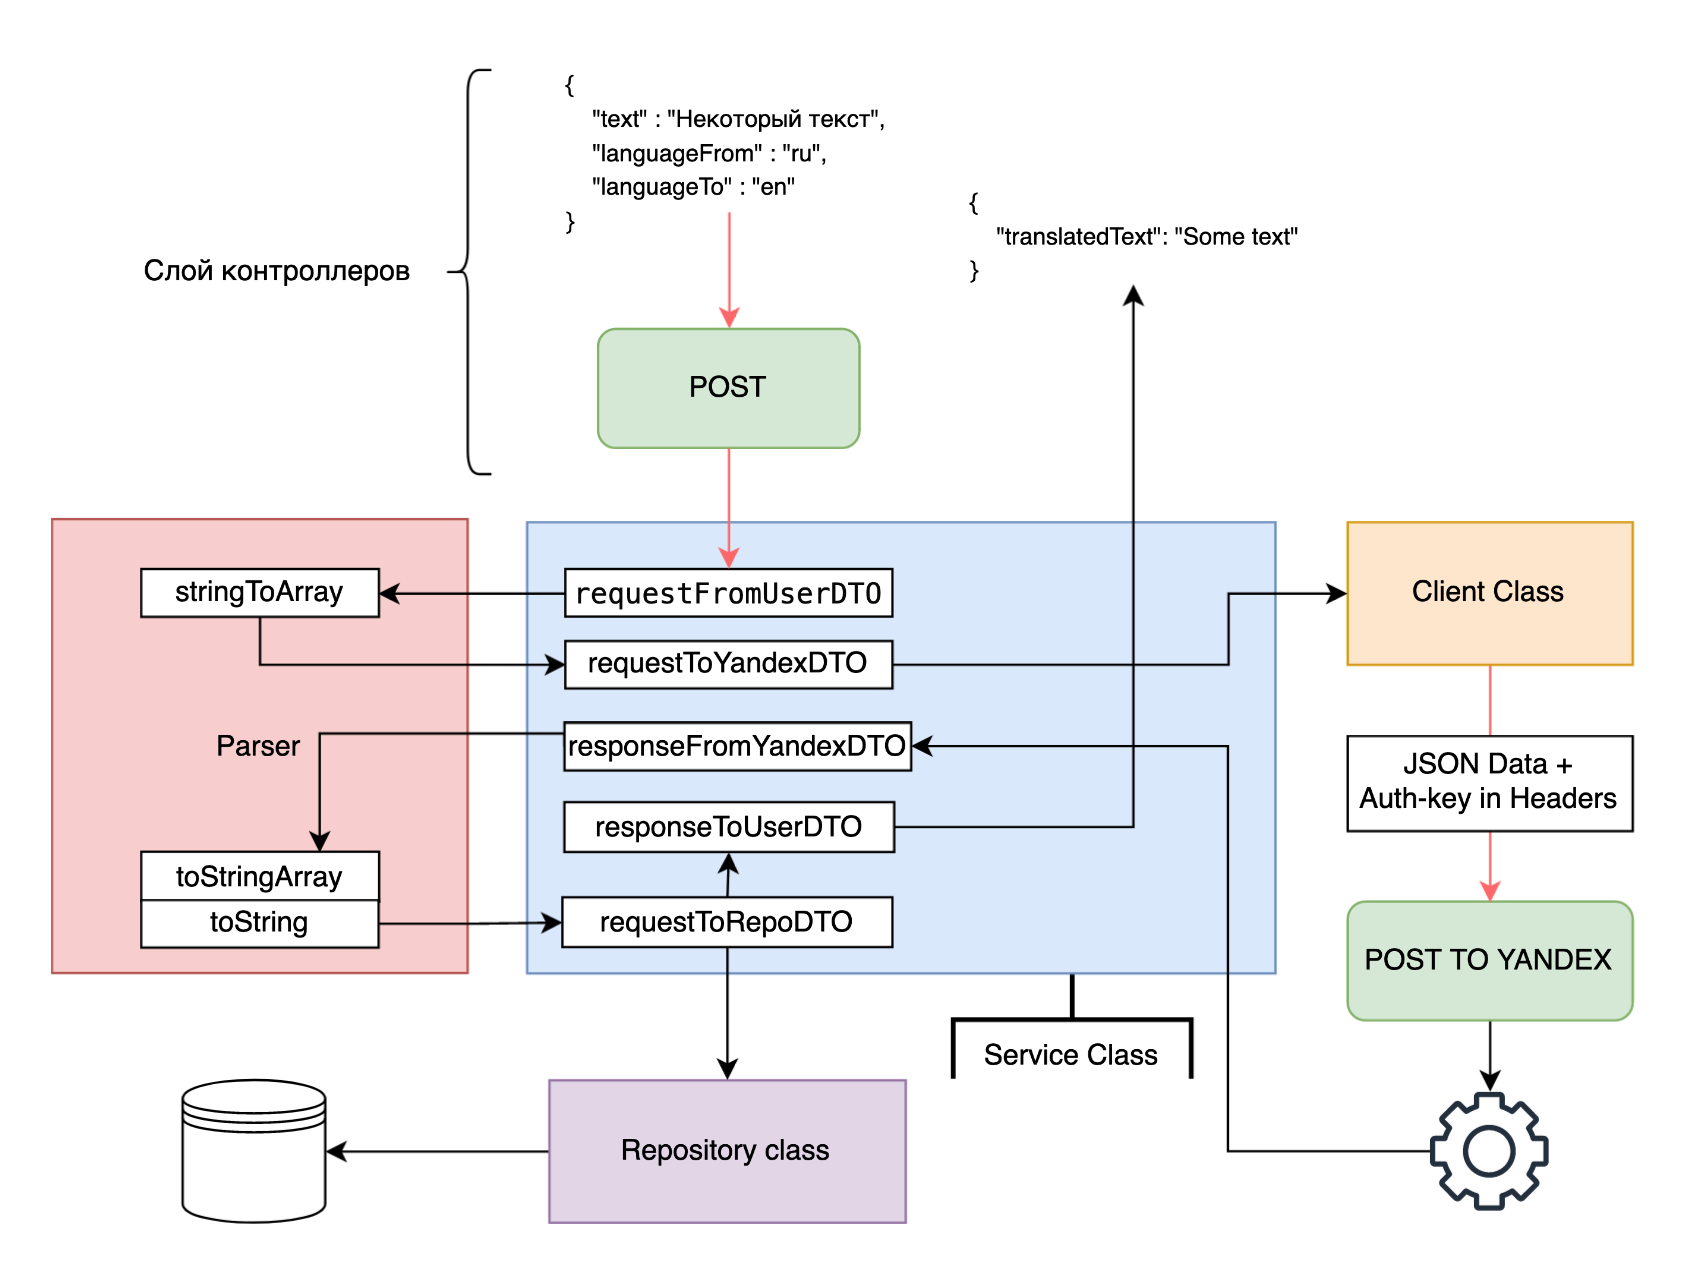 {
"text" : "Некоторый текст",
"languageFrom" : "ru",
"languageTo" : "en"
}
{
"translatedText": "Some text"
}
Слой контроллеров
POST
stringToArray
requestFromUserDTO
Client Class
requestToYandexDTO
Parser
responseFromYandexDTO
JSON Data +
Auth-key in Headers
responseToUserDTO
toStringArray
toString
requestToRepoDTO
POST TO YANDEX
Service Class
Repository class